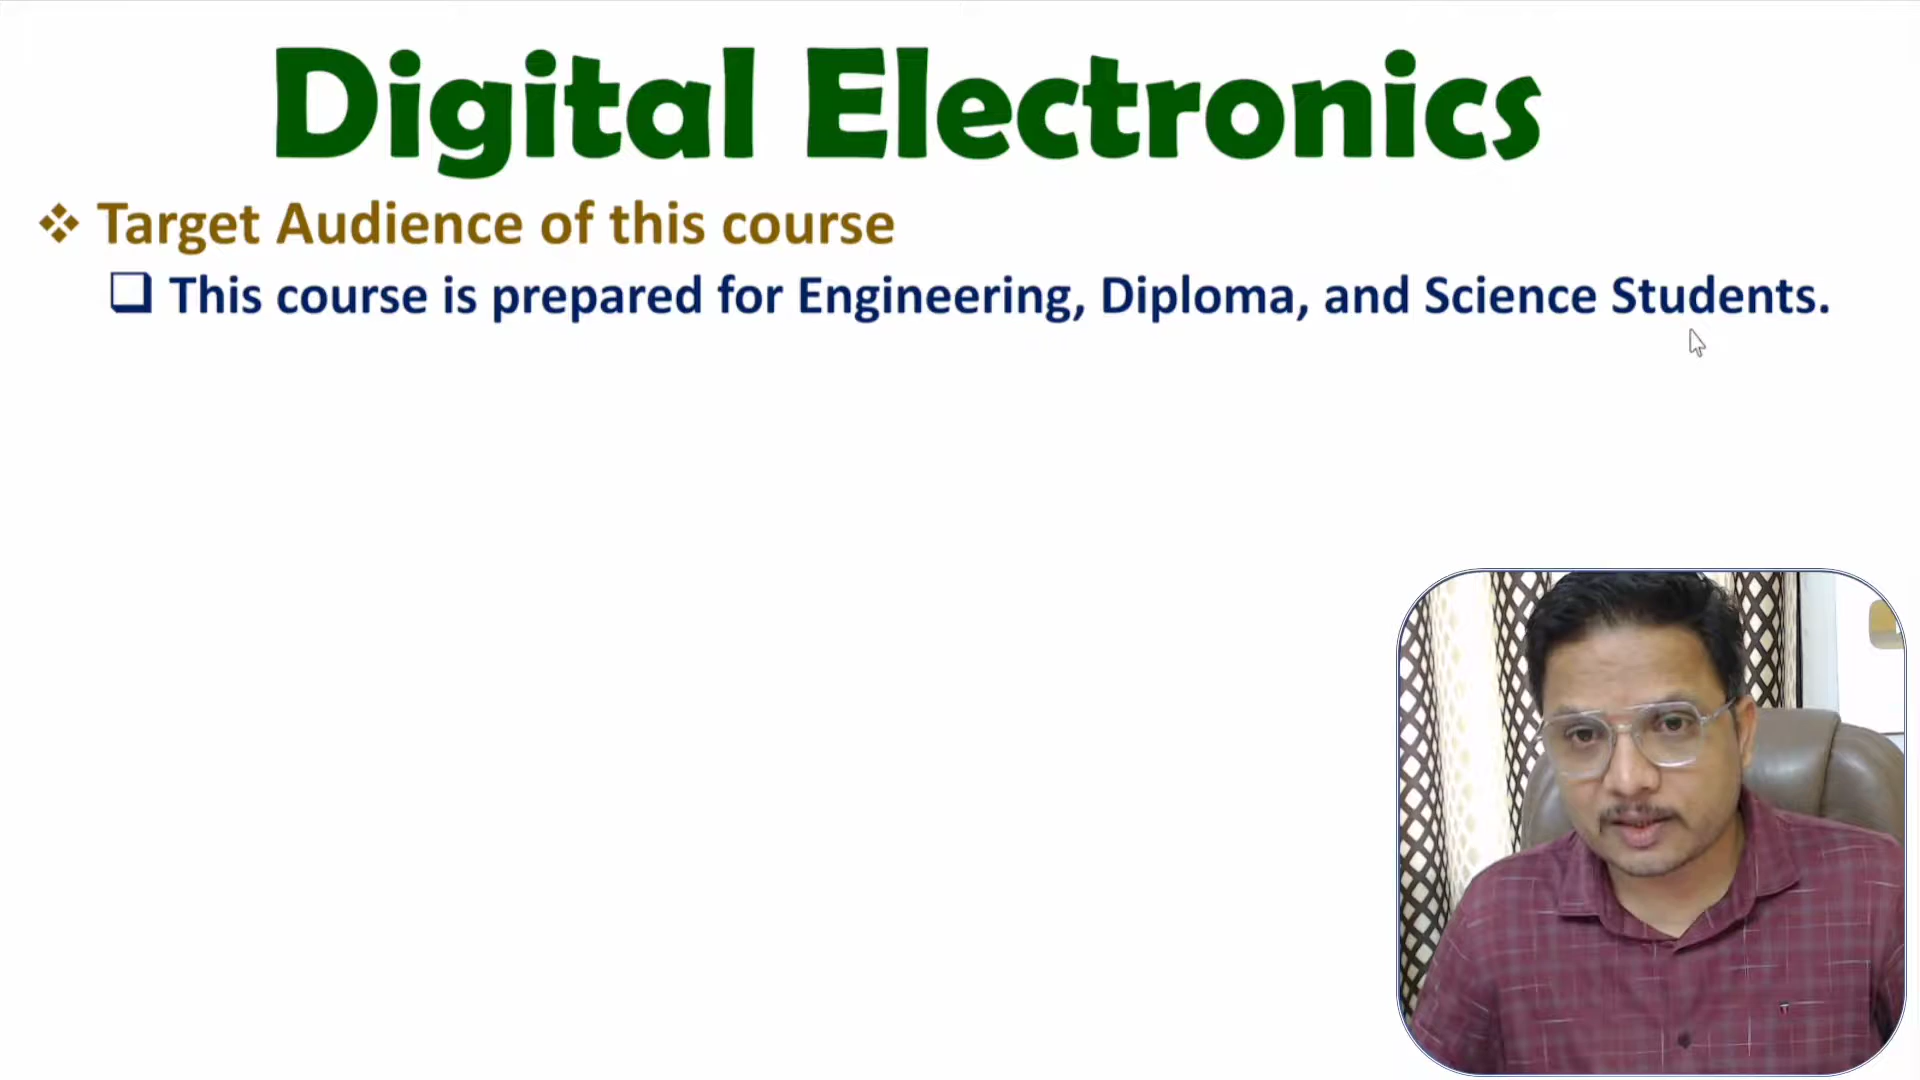 Digital Electronics
Target Audience of this course
This course is prepared for Engineering, Diploma, and Science Students.